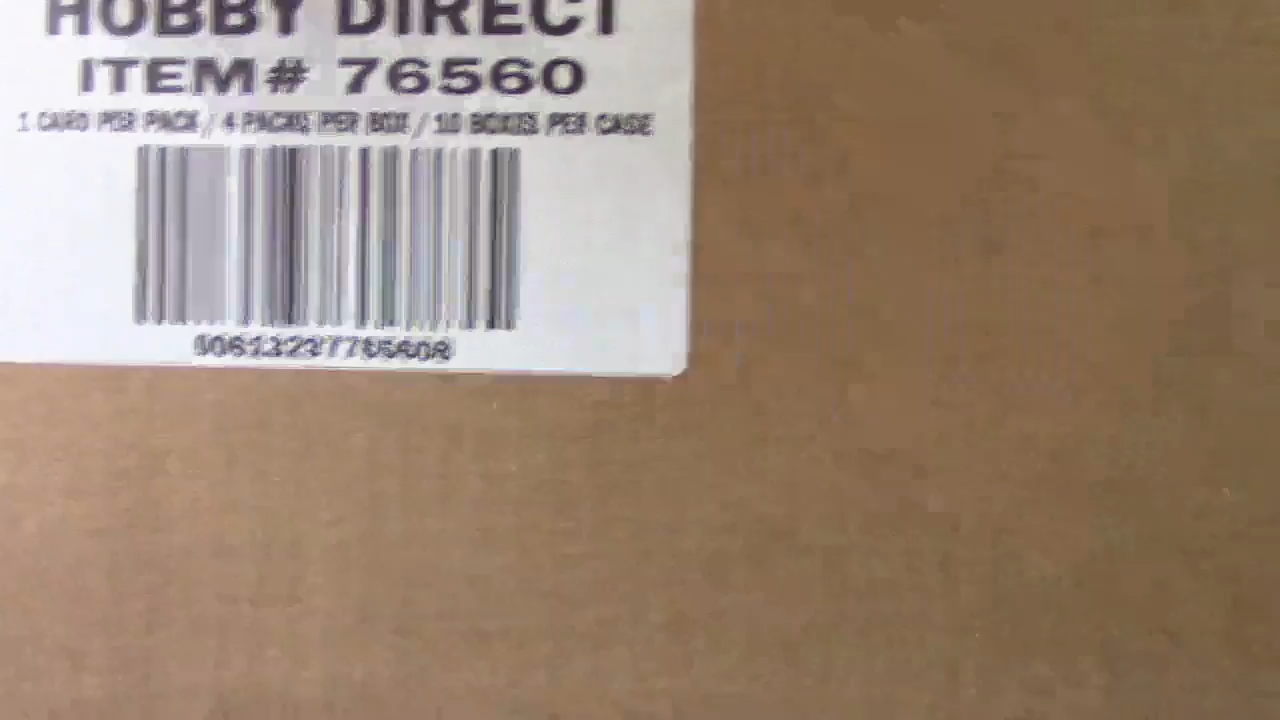 HOBBY DIRECT
ITEM# 76560
1 CARD PER PACK / 4 PACKS PER BOX / 10 BOXES PER CASE